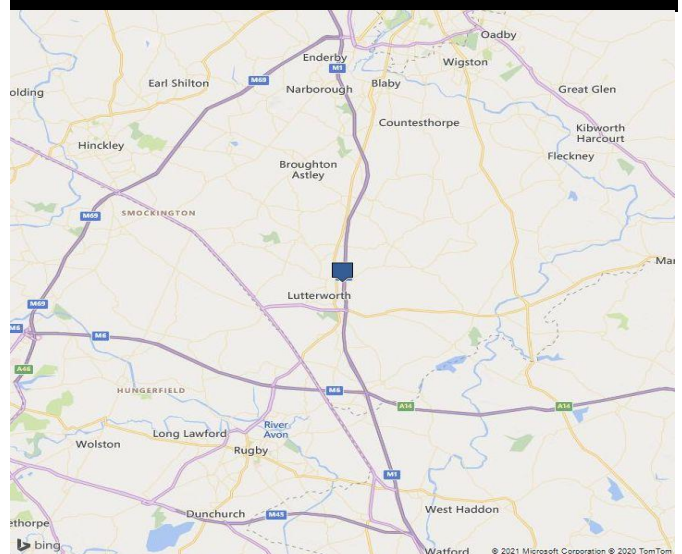 Oadby
Enderby
M1
Wigston
Earl Shilton
M69
Narborough
Blaby
olding
Great Glen
Countesthorpe
Kibworth
Harcourt
Hinckley
Fleckney
Broughton
Astley
SMOCKINGTON
M69
Mar
Lutterworth
M69
M6
M6
A46
HUNGERFIELD
M6
A14
A14
River
Avon
Long Lawford
Wolston
Rugby
M1
West Haddon
Dunchurch
M45
ethorpe
bing
Watford
© 2021 Microsoft Corporation © 2020 TomTom